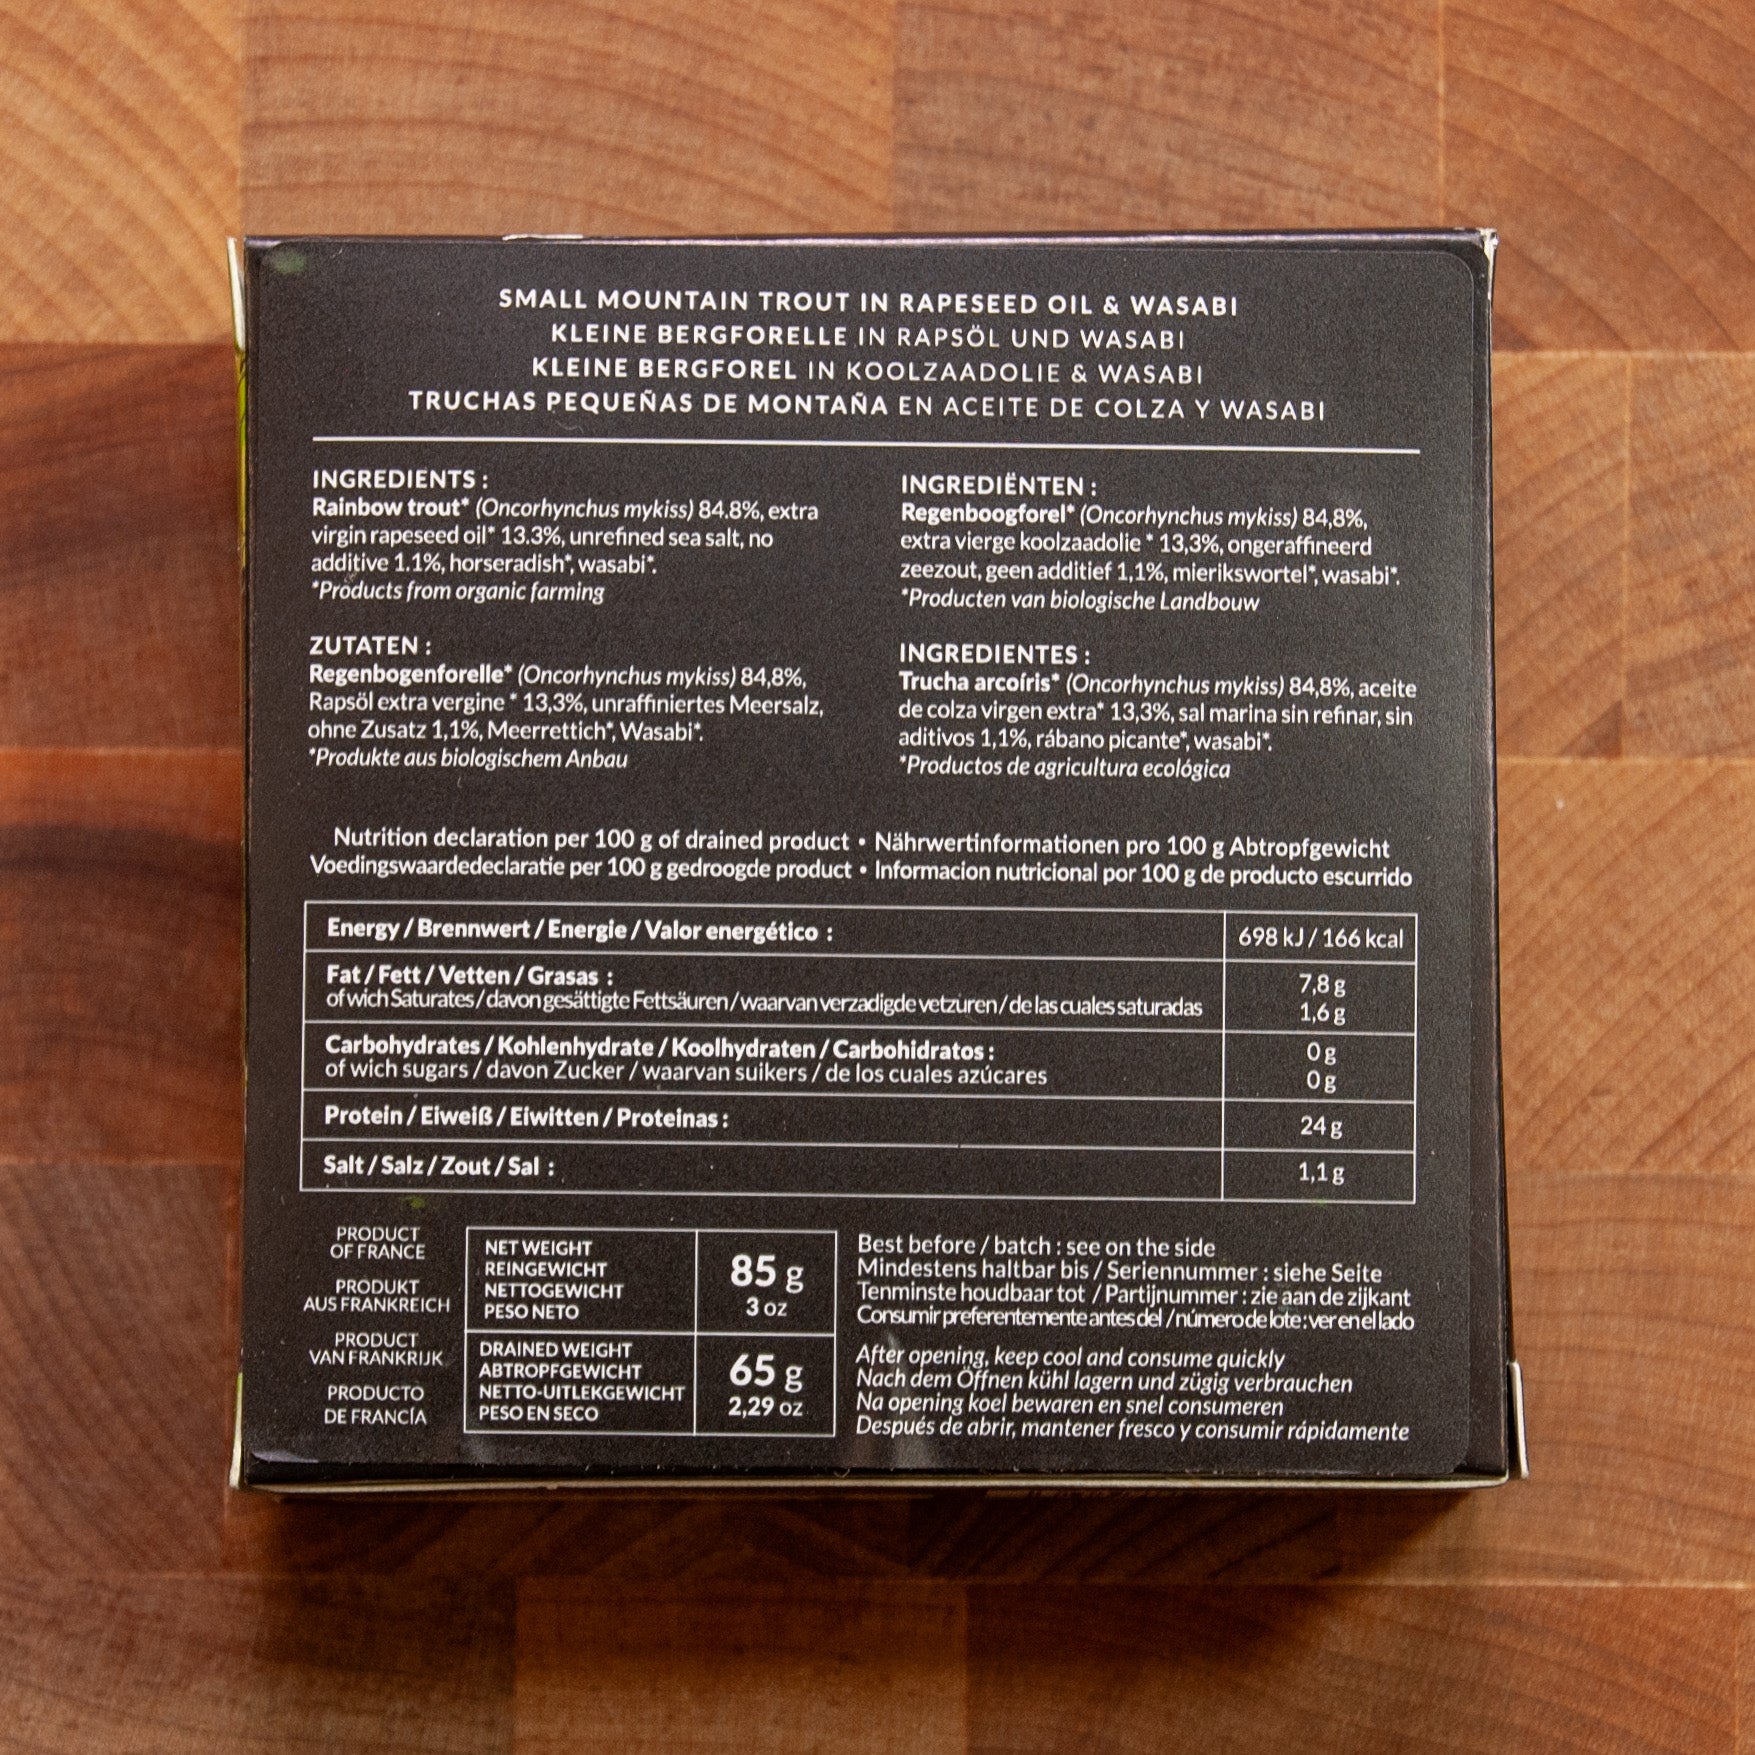 SMALL MOUNTAIN TROUT IN RAPESEED OIL & WASABI
KLEINE BERGFORELLE IN RAPSÖL UND WASABI
KLEINE BERGFOREL IN KOOLZAADOLIE & WASABI
TRUCHAS PEQUEÑAS DE MONTAÑA EN ACEITE DE COLZA Y WASABI
INGREDIENTS :
Rainbow trout* (Oncorhynchus mykiss) 84.8%, extra
virgin rapeseed oil* 13.3%, unrefined sea salt, no
additive 1.1%, horseradish*, wasabi*.
*Products from organic farming
ZUTATEN :
Regenbogenforelle* (Oncorhynchus mykiss) 84,8%,
Rapsöl extra vergine * 13,3%, unraffiniertes Meersalz,
ohne Zusatz 1,1%, Meerrettich*, Wasabi*.
*Produkte aus biologischem Anbau
INGREDIËNTEN :
Regenboogforel* (Oncorhynchus mykiss) 84,8%,
extra vierge koolzaadolie * 13,3%, ongeraffineerd
zeezout, geen additief 1,1%, mierikswortel*, wasabi*.
*Producten van biologische Landbouw
INGREDIENTES :
Trucha arcoíris* (Oncorhynchus mykiss) 84,8%, aceite
de colza virgen extra* 13,3%, sal marina sin refinar, sin
aditivos 1,1%, rábano picante*, wasabi*.
*Productos de agricultura ecológica
Nutrition declaration per 100 g of drained product • Nährwertinformationen pro 100 g Abtropfgewicht
Voedingswaardedeclaratie per 100 g gedroogde product • Informacion nutricional por 100 g de producto escurrido
Energy / Brennwert / Energie / Valor energético : 698 kJ / 166 kcal
Fat / Fett / Vetten / Grasas : 7,8 g
of wich Saturates / davon gesättigte Fettsäuren / waarvan verzadigde vetzuren / de las cuales saturadas 1,6 g
Carbohydrates / Kohlenhydrate / Koolhydraten / Carbohidratos : 0 g
of wich sugars / davon Zucker / waarvan suikers / de los cuales azúcares 0 g
Protein / Eiweiß / Eiwitten / Proteinas : 24 g
Salt / Salz / Zout / Sal : 1,1 g
PRODUCT
OF FRANCE
PRODUKT
AUS FRANKREICH
PRODUCT
VAN FRANKRIJK
PRODUCTO
DE FRANCÍA
NET WEIGHT
REINGEWICHT
NETTOGEWICHT
PESO NETO
85 g
3 oz
DRAINED WEIGHT
ABTROPFGEWICHT
NETTO-UITLEKGEWICHT
PESO EN SECO
65 g
2,29 oz
Best before / batch : see on the side
Mindestens haltbar bis / Seriennummer : siehe Seite
Tenminste houdbaar tot / Partijnummer : zie aan de zijkant
Consumir preferentemente antes del / número de lote : ver en el lado
After opening, keep cool and consume quickly
Nach dem Öffnen kühl lagern und zügig verbrauchen
Na opening koel bewaren en snel consumeren
Después de abrir, mantener fresco y consumir rápidamente